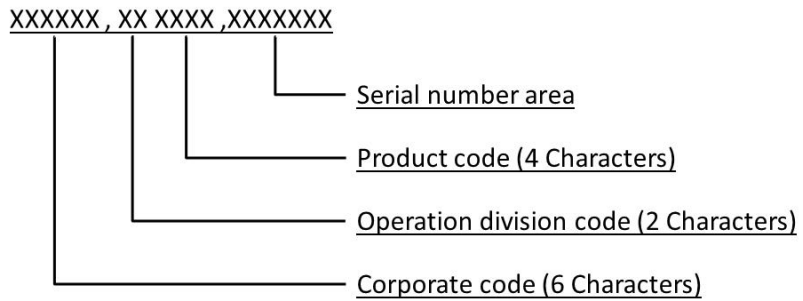 XXXXXX , XX XXXX ,XXXXXXX
Serial number area
Product code (4 Characters)
Operation division code (2 Characters)
Corporate code (6 Characters)